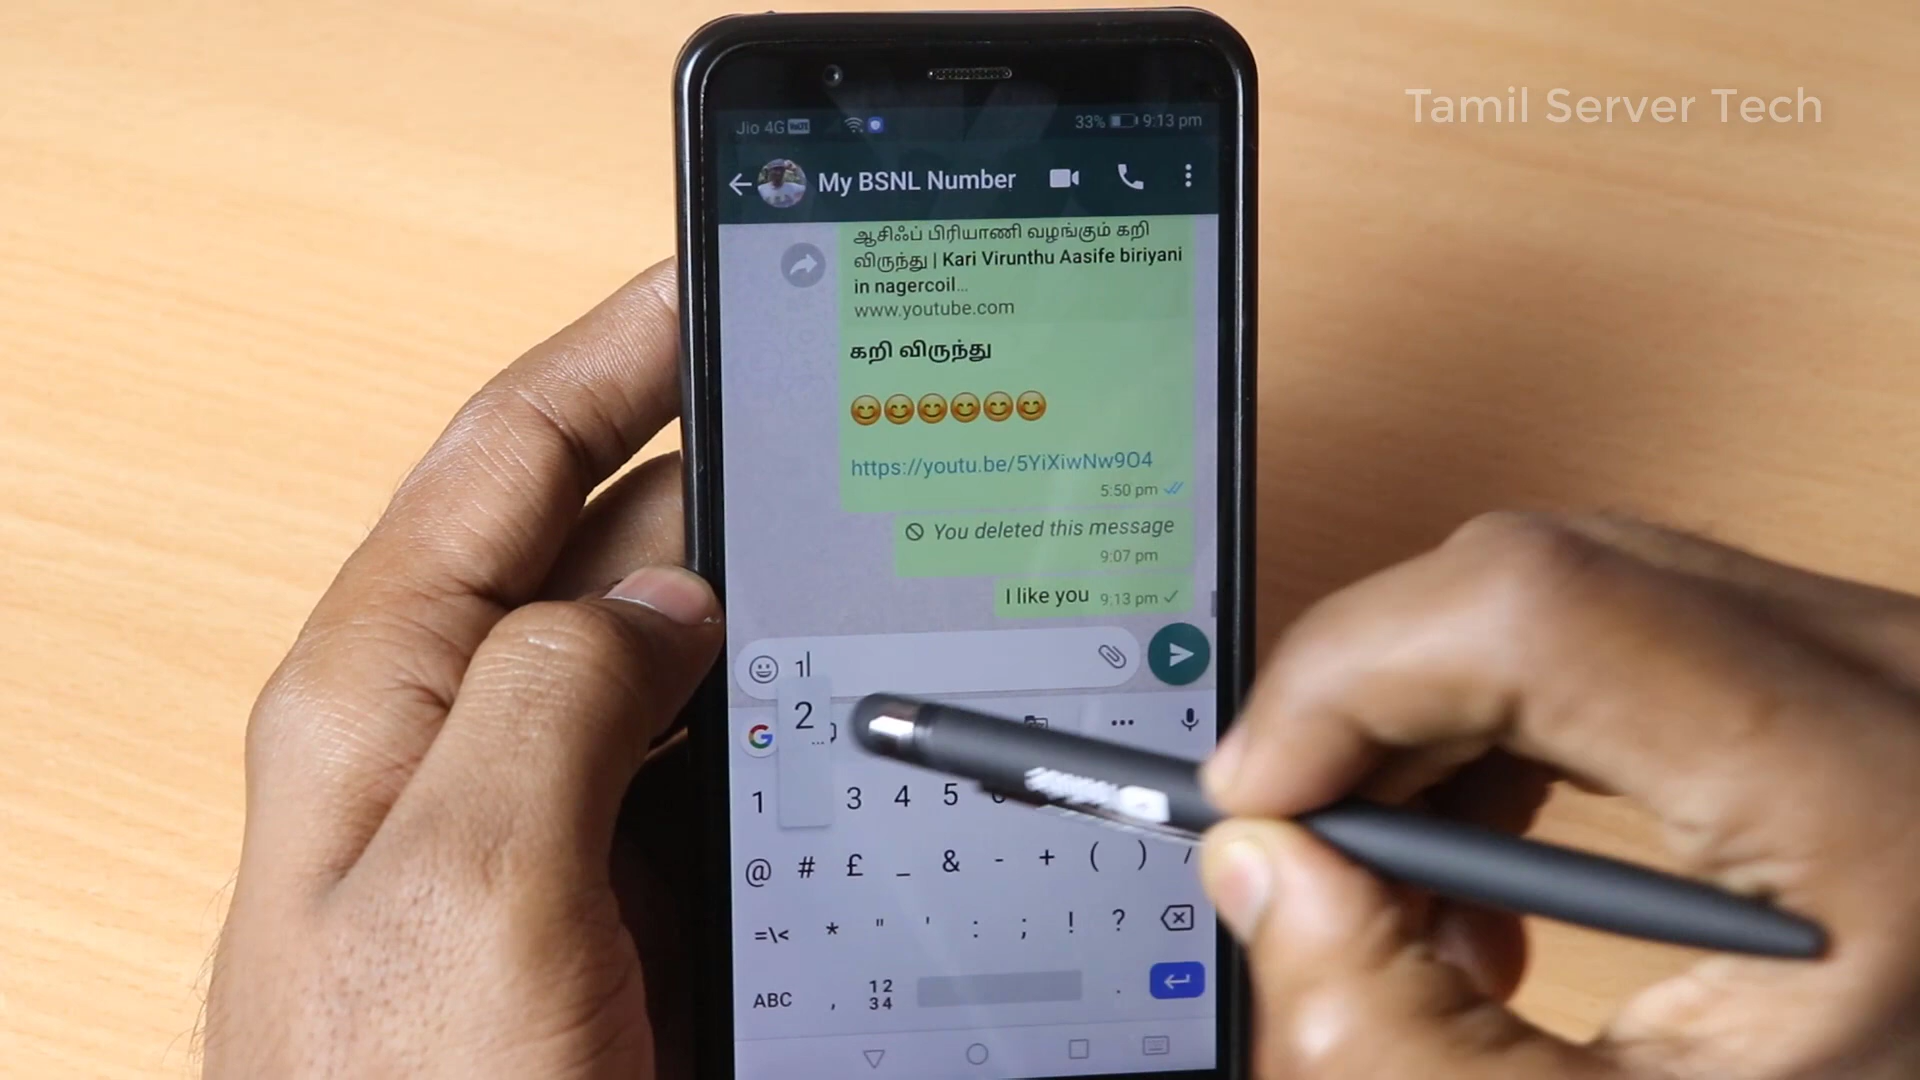 Tamil Server Tech
Jio 4G VoLTE 33% 9:13 pm
My BSNL Number
ஆசிஃப் பிரியாணி வழங்கும் கறி
விருந்து | Kari Virunthu Aasife biriyani
in nagercoil...
www.youtube.com
கறி விருந்து
😊😊😊😊😊😊
https://youtu.be/5YiXiwNw9O4
5:50 pm
You deleted this message
9:07 pm
I like you 9:13 pm
1
2
G
1 3 4 5
@ # £ _ & - + ( ) /
=\< * " ' : ; ! ?
ABC , 12 34 .